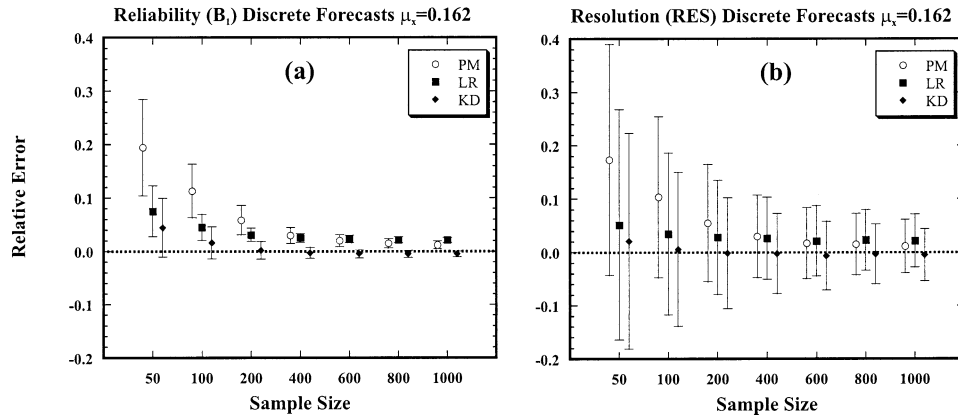 Reliability (B₁) Discrete Forecasts μₓ=0.162
0.4
0.3
0.2
0.1
0.0
-0.1
-0.2
Relative Error
(a)
PM
LR
KD
50 100 200 400 600 800 1000
Sample Size
Resolution (RES) Discrete Forecasts μₓ=0.162
0.4
0.3
0.2
0.1
0.0
-0.1
-0.2
(b)
PM
LR
KD
50 100 200 400 600 800 1000
Sample Size